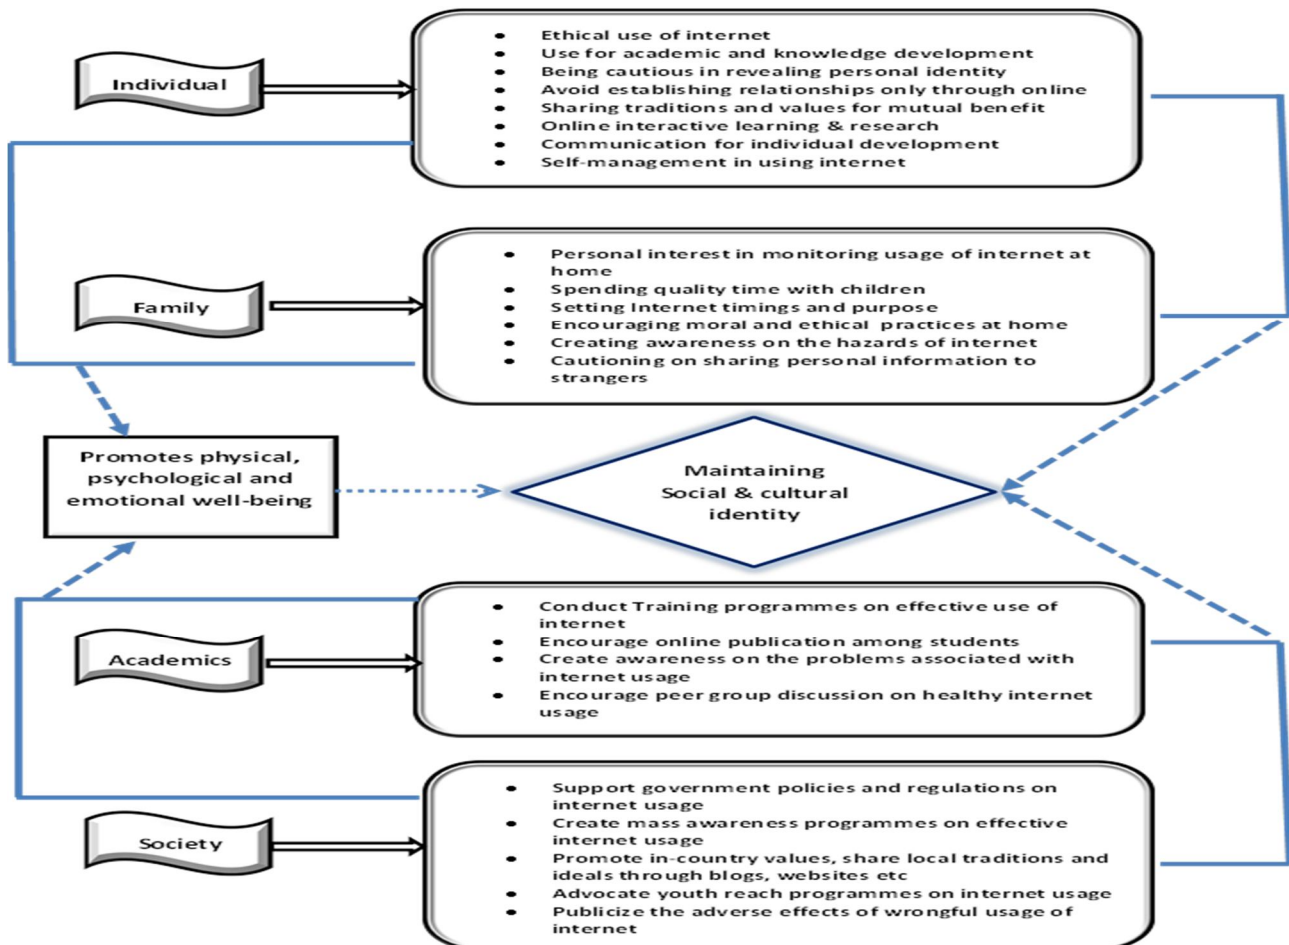 Individual
• Ethical use of internet
• Use for academic and knowledge development
• Being cautious in revealing personal identity
• Avoid establishing relationships only through online
• Sharing traditions and values for mutual benefit
• Online interactive learning & research
• Communication for individual development
• Self-management in using internet
Family
• Personal interest in monitoring usage of internet at
home
• Spending quality time with children
• Setting Internet timings and purpose
• Encouraging moral and ethical practices at home
• Creating awareness on the hazards of internet
• Cautioning on sharing personal information to
strangers
Promotes physical,
psychological and
emotional well-being
Maintaining
Social & cultural
identity
Academics
• Conduct Training programmes on effective use of
internet
• Encourage online publication among students
• Create awareness on the problems associated with
internet usage
• Encourage peer group discussion on healthy internet
usage
Society
• Support government policies and regulations on
internet usage
• Create mass awareness programmes on effective
internet usage
• Promote in-country values, share local traditions and
ideals through blogs, websites etc
• Advocate youth reach programmes on internet usage
• Publicize the adverse effects of wrongful usage of
internet